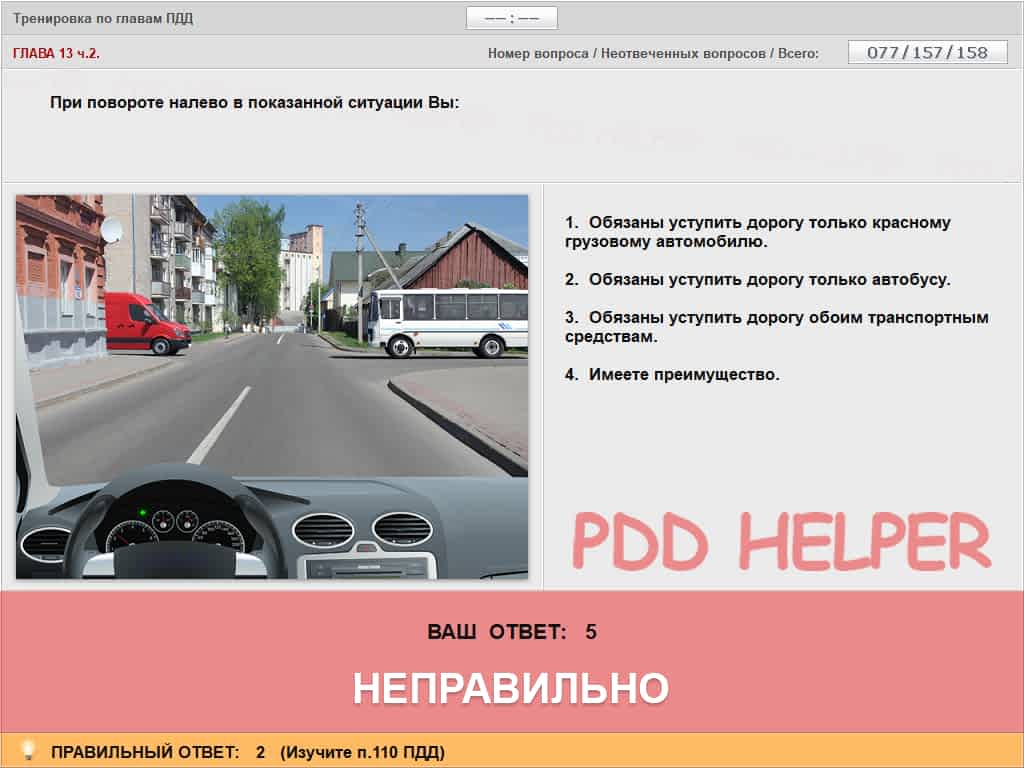 Тренировка по главам ПДД
—— : ——
ГЛАВА 13 ч.2.
Номер вопроса / Неотвеченных вопросов / Всего:
077/157/158
При повороте налево в показанной ситуации Вы:
1. Обязаны уступить дорогу только красному
грузовому автомобилю.
2. Обязаны уступить дорогу только автобусу.
3. Обязаны уступить дорогу обоим транспортным
средствам.
4. Имеете преимущество.
PDD HELPER
ВАШ ОТВЕТ: 5
НЕПРАВИЛЬНО
ПРАВИЛЬНЫЙ ОТВЕТ: 2 (Изучите п.110 ПДД)